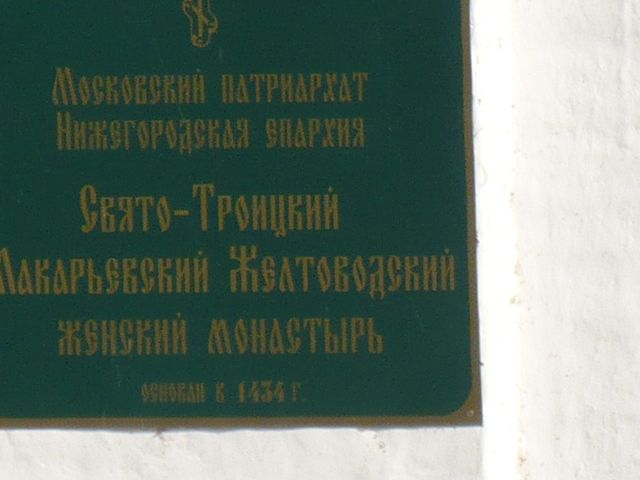 Московский патриархат
Нижегородская епархия
Свято-Троицкий
Макарьевский Желтоводский
женский монастырь
основан в 1434 г.